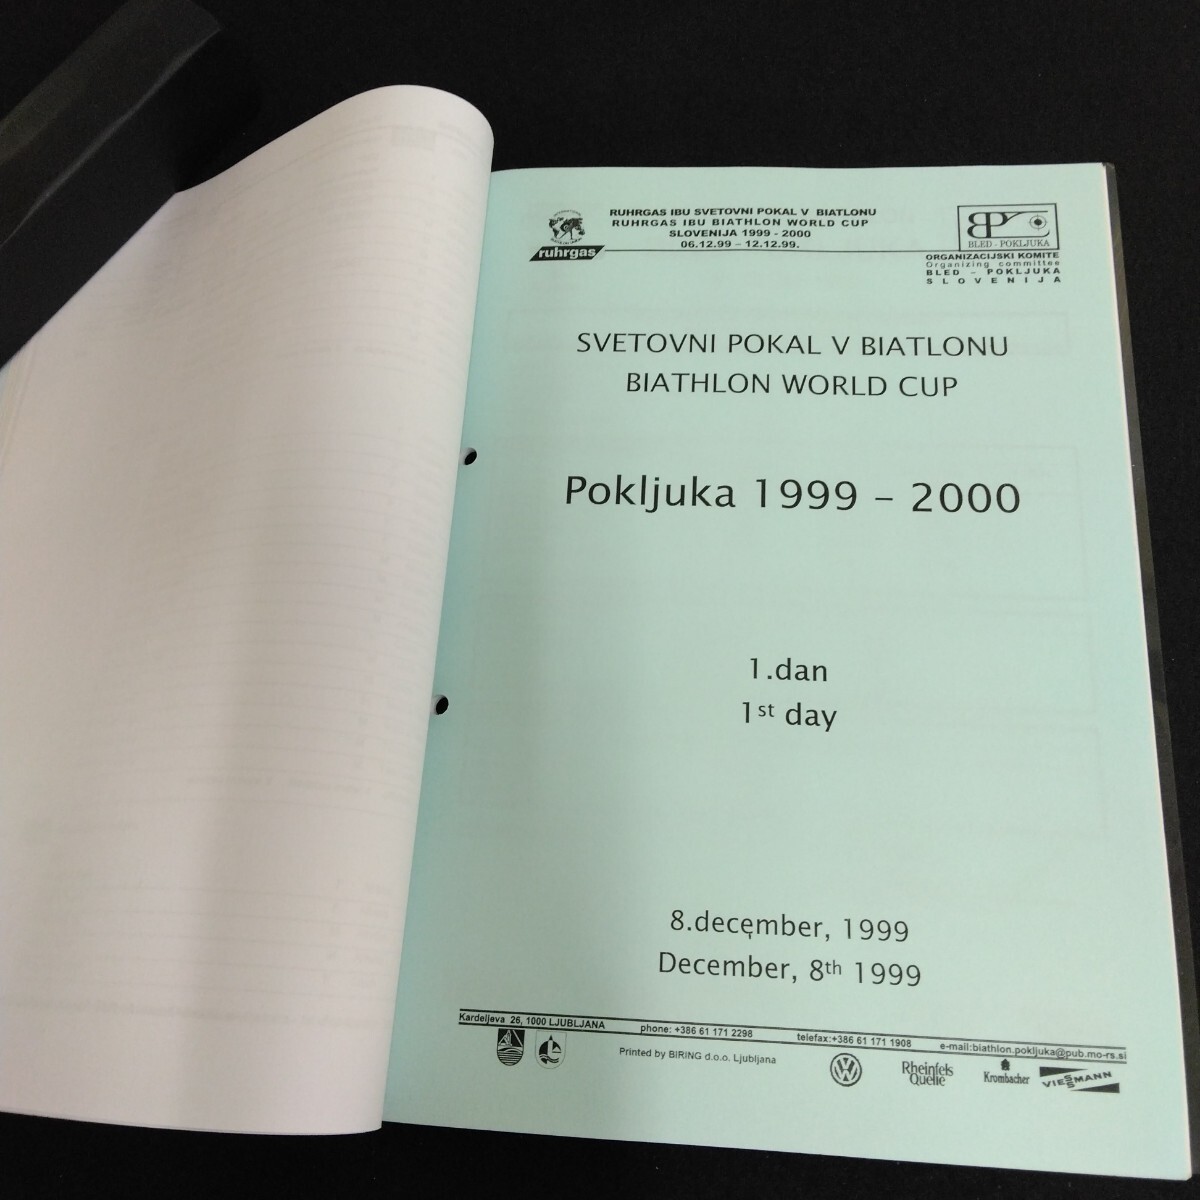 RUHRGAS IBU SVETOVNI POKAL V BIATLONU
RUHRGAS IBU BIATHLON WORLD CUP
SLOVENIJA 1999 - 2000
06.12.99 – 12.12.99.
ruhrgas
BP
BLED - POKLJUKA
ORGANIZACIJSKI KOMITE
Organizing committee
BLED – POKLJUKA
SLOVENIJA
SVETOVNI POKAL V BIATLONU
BIATHLON WORLD CUP
Pokljuka 1999 – 2000
1.dan
1st day
8.december, 1999
December, 8th 1999
Kardeljeva 26, 1000 LJUBLJANA phone: +386 61 171 2298 telefax:+386 61 171 1908 e-mail:biathlon.pokljuka@pub.mo-rs.si
Printed by BIRING d.o.o. Ljubljana
Rheinfels
Quelle
Krombacher
VIESSMANN